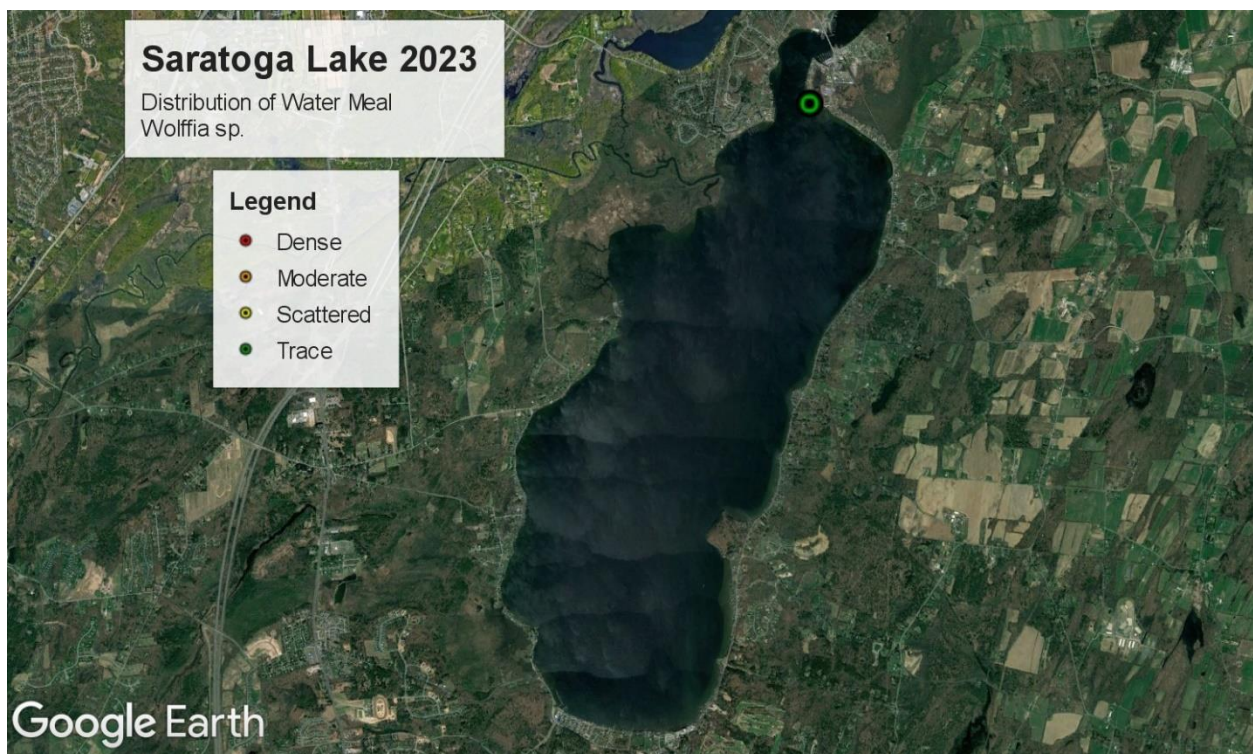 Saratoga Lake 2023
Distribution of Water Meal
Wolffia sp.
Legend
Dense
Moderate
Scattered
Trace
Google Earth